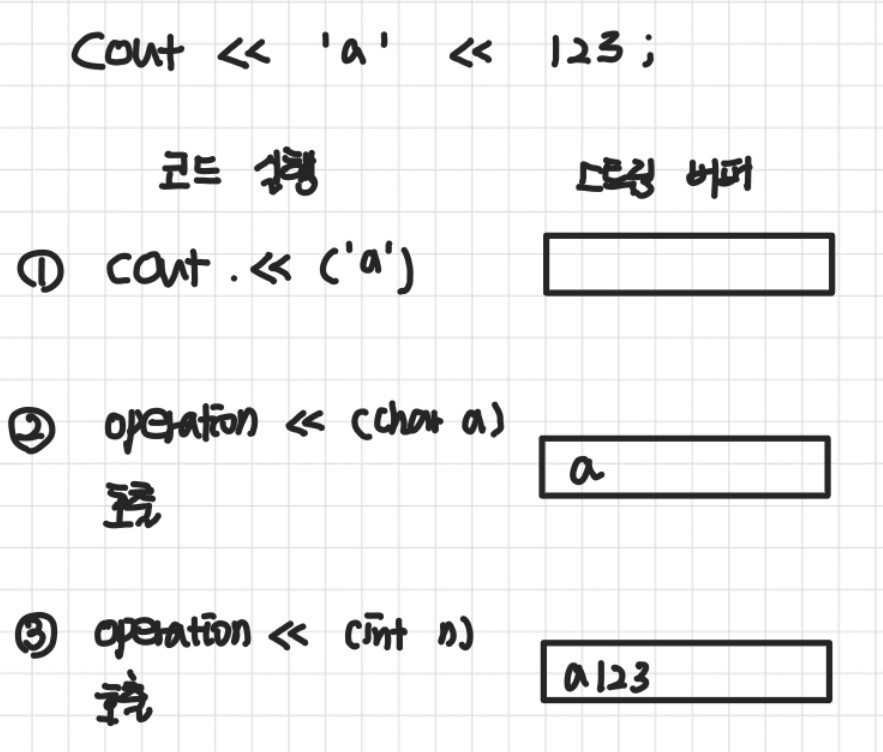 Cout << 'a' << 123;
코드 실행 스트림 버퍼
① cout . << ('a')
② operation << (char a)
a
호출
③ operation << (int n)
a123
호출